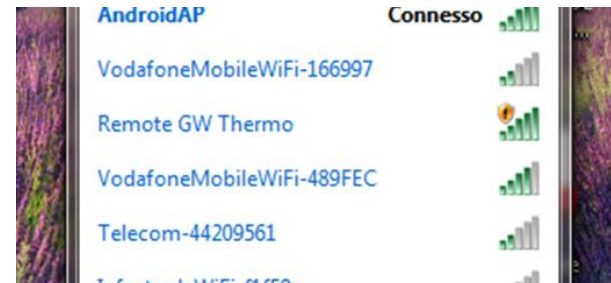 AndroidAP Connesso
VodafoneMobileWiFi-166997
Remote GW Thermo
VodafoneMobileWiFi-489FEC
Telecom-44209561